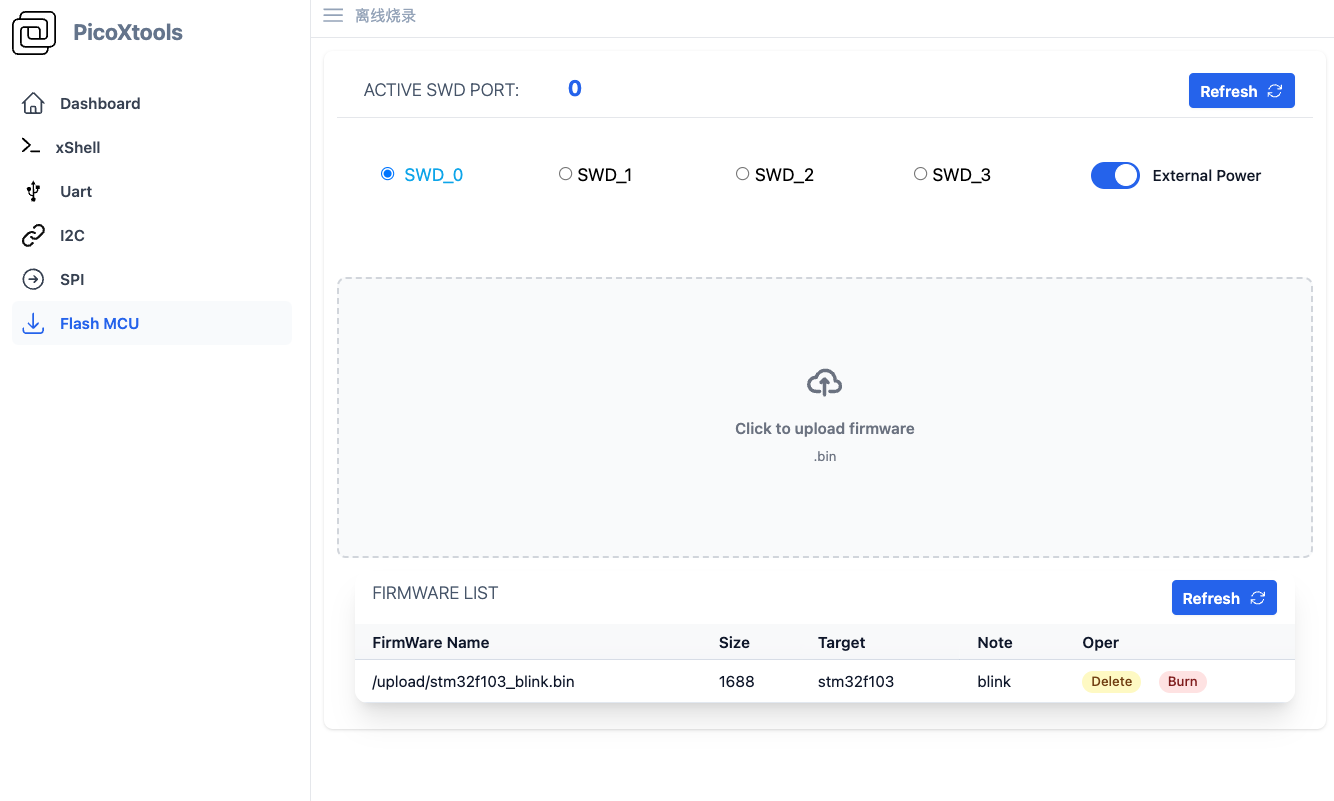 PicoXtools
离线烧录
Dashboard
xShell
Uart
I2C
SPI
Flash MCU
ACTIVE SWD PORT: 0
Refresh
SWD_0 SWD_1 SWD_2 SWD_3 External Power
Click to upload firmware
.bin
FIRMWARE LIST
Refresh
FirmWare Name Size Target Note Oper
/upload/stm32f103_blink.bin 1688 stm32f103 blink Delete Burn